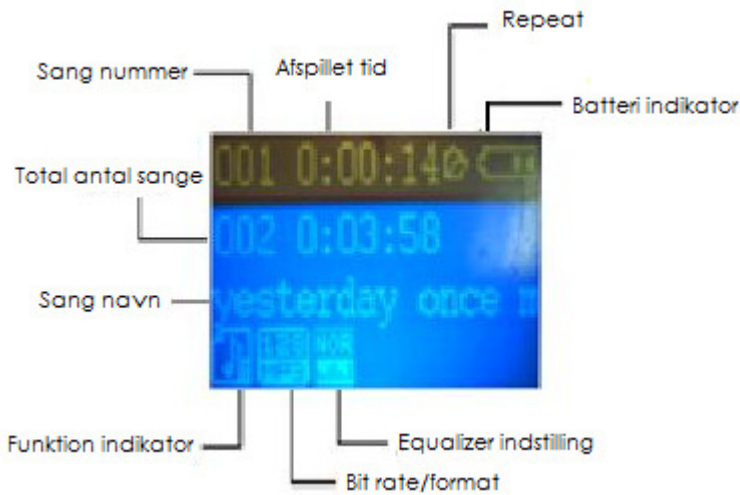 Repeat
Sang nummer
Afspillet tid
Batteri indikator
001 0:00:14
Total antal sange
002 0:03:58
Sang navn
yesterday once m
128
NOR
Funktion indikator
Equalizer indstilling
Bit rate/format